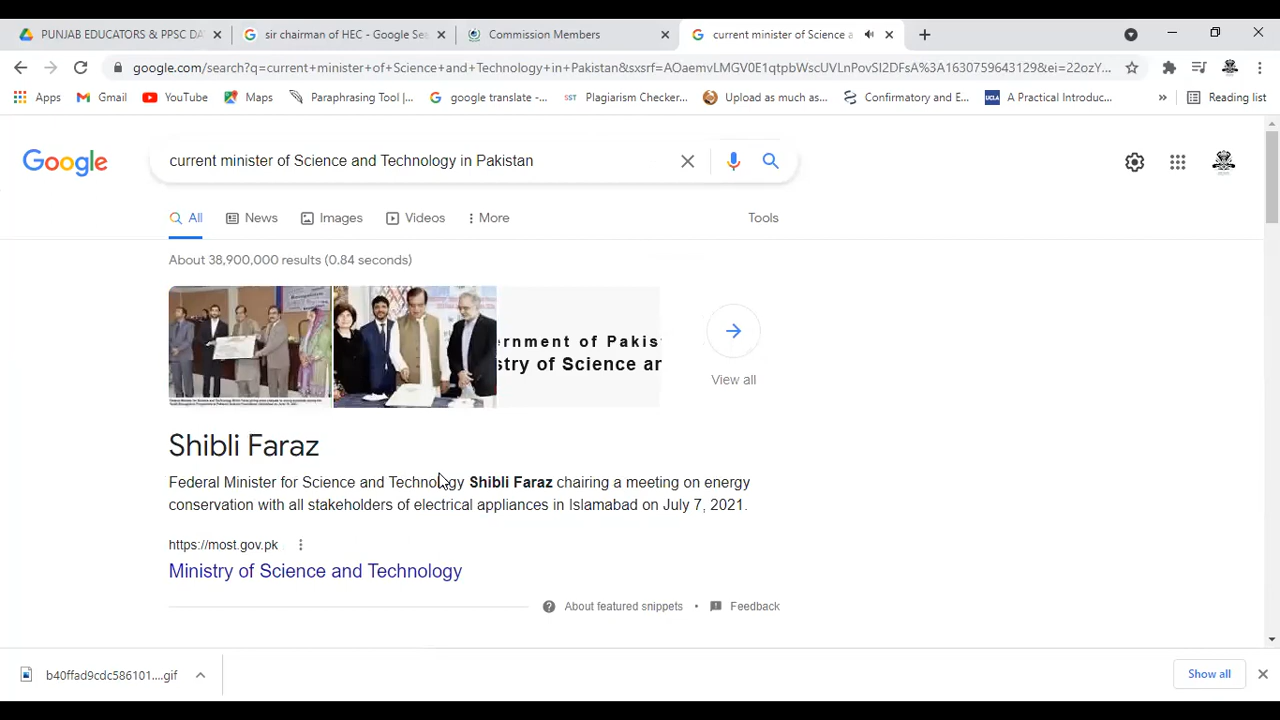 PUNJAB EDUCATORS & PPSC DA
sir chairman of HEC - Google Sea
Commission Members
current minister of Science a
google.com/search?q=current+minister+of+Science+and+Technology+in+Pakistan&sxsrf=AOaemvLMGV0E1qtpbWscUVLnPovSI2DFsA%3A1630759643129&ei=22ozY...
Apps
Gmail
YouTube
Maps
Paraphrasing Tool |...
google translate -...
SST
Plagiarism Checker...
Upload as much as...
Confirmatory and E...
UCLA
A Practical Introduc...
»
Reading list
Google
current minister of Science and Technology in Pakistan
All
News
Images
Videos
More
Tools
About 38,900,000 results (0.84 seconds)
ernment of Pakis
stry of Science ar
View all
Shibli Faraz
Federal Minister for Science and Technology Shibli Faraz chairing a meeting on energy
conservation with all stakeholders of electrical appliances in Islamabad on July 7, 2021.
https://most.gov.pk
Ministry of Science and Technology
About featured snippets
•
Feedback
b40ffad9cdc586101....gif
Show all